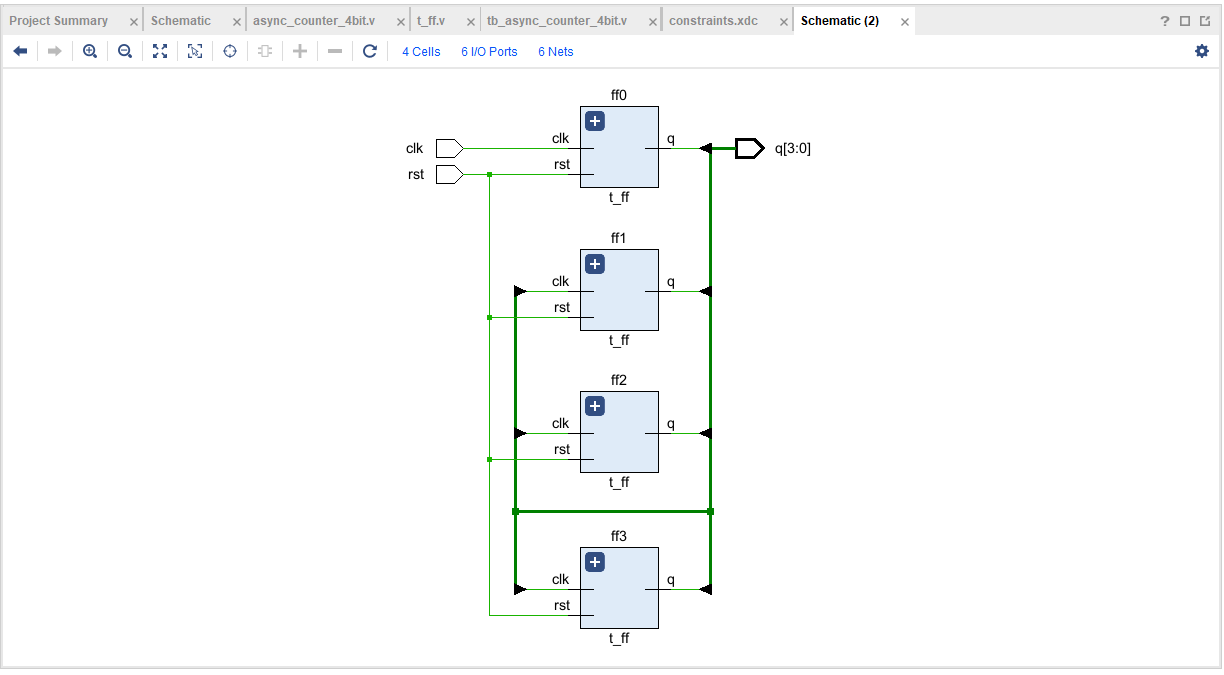 Project Summary
Schematic
async_counter_4bit.v
t_ff.v
tb_async_counter_4bit.v
constraints.xdc
Schematic (2)
?
4 Cells
6 I/O Ports
6 Nets
ff0
clk
clk
q
q[3:0]
rst
rst
t_ff
ff1
clk
q
rst
t_ff
ff2
clk
q
rst
t_ff
ff3
clk
q
rst
t_ff